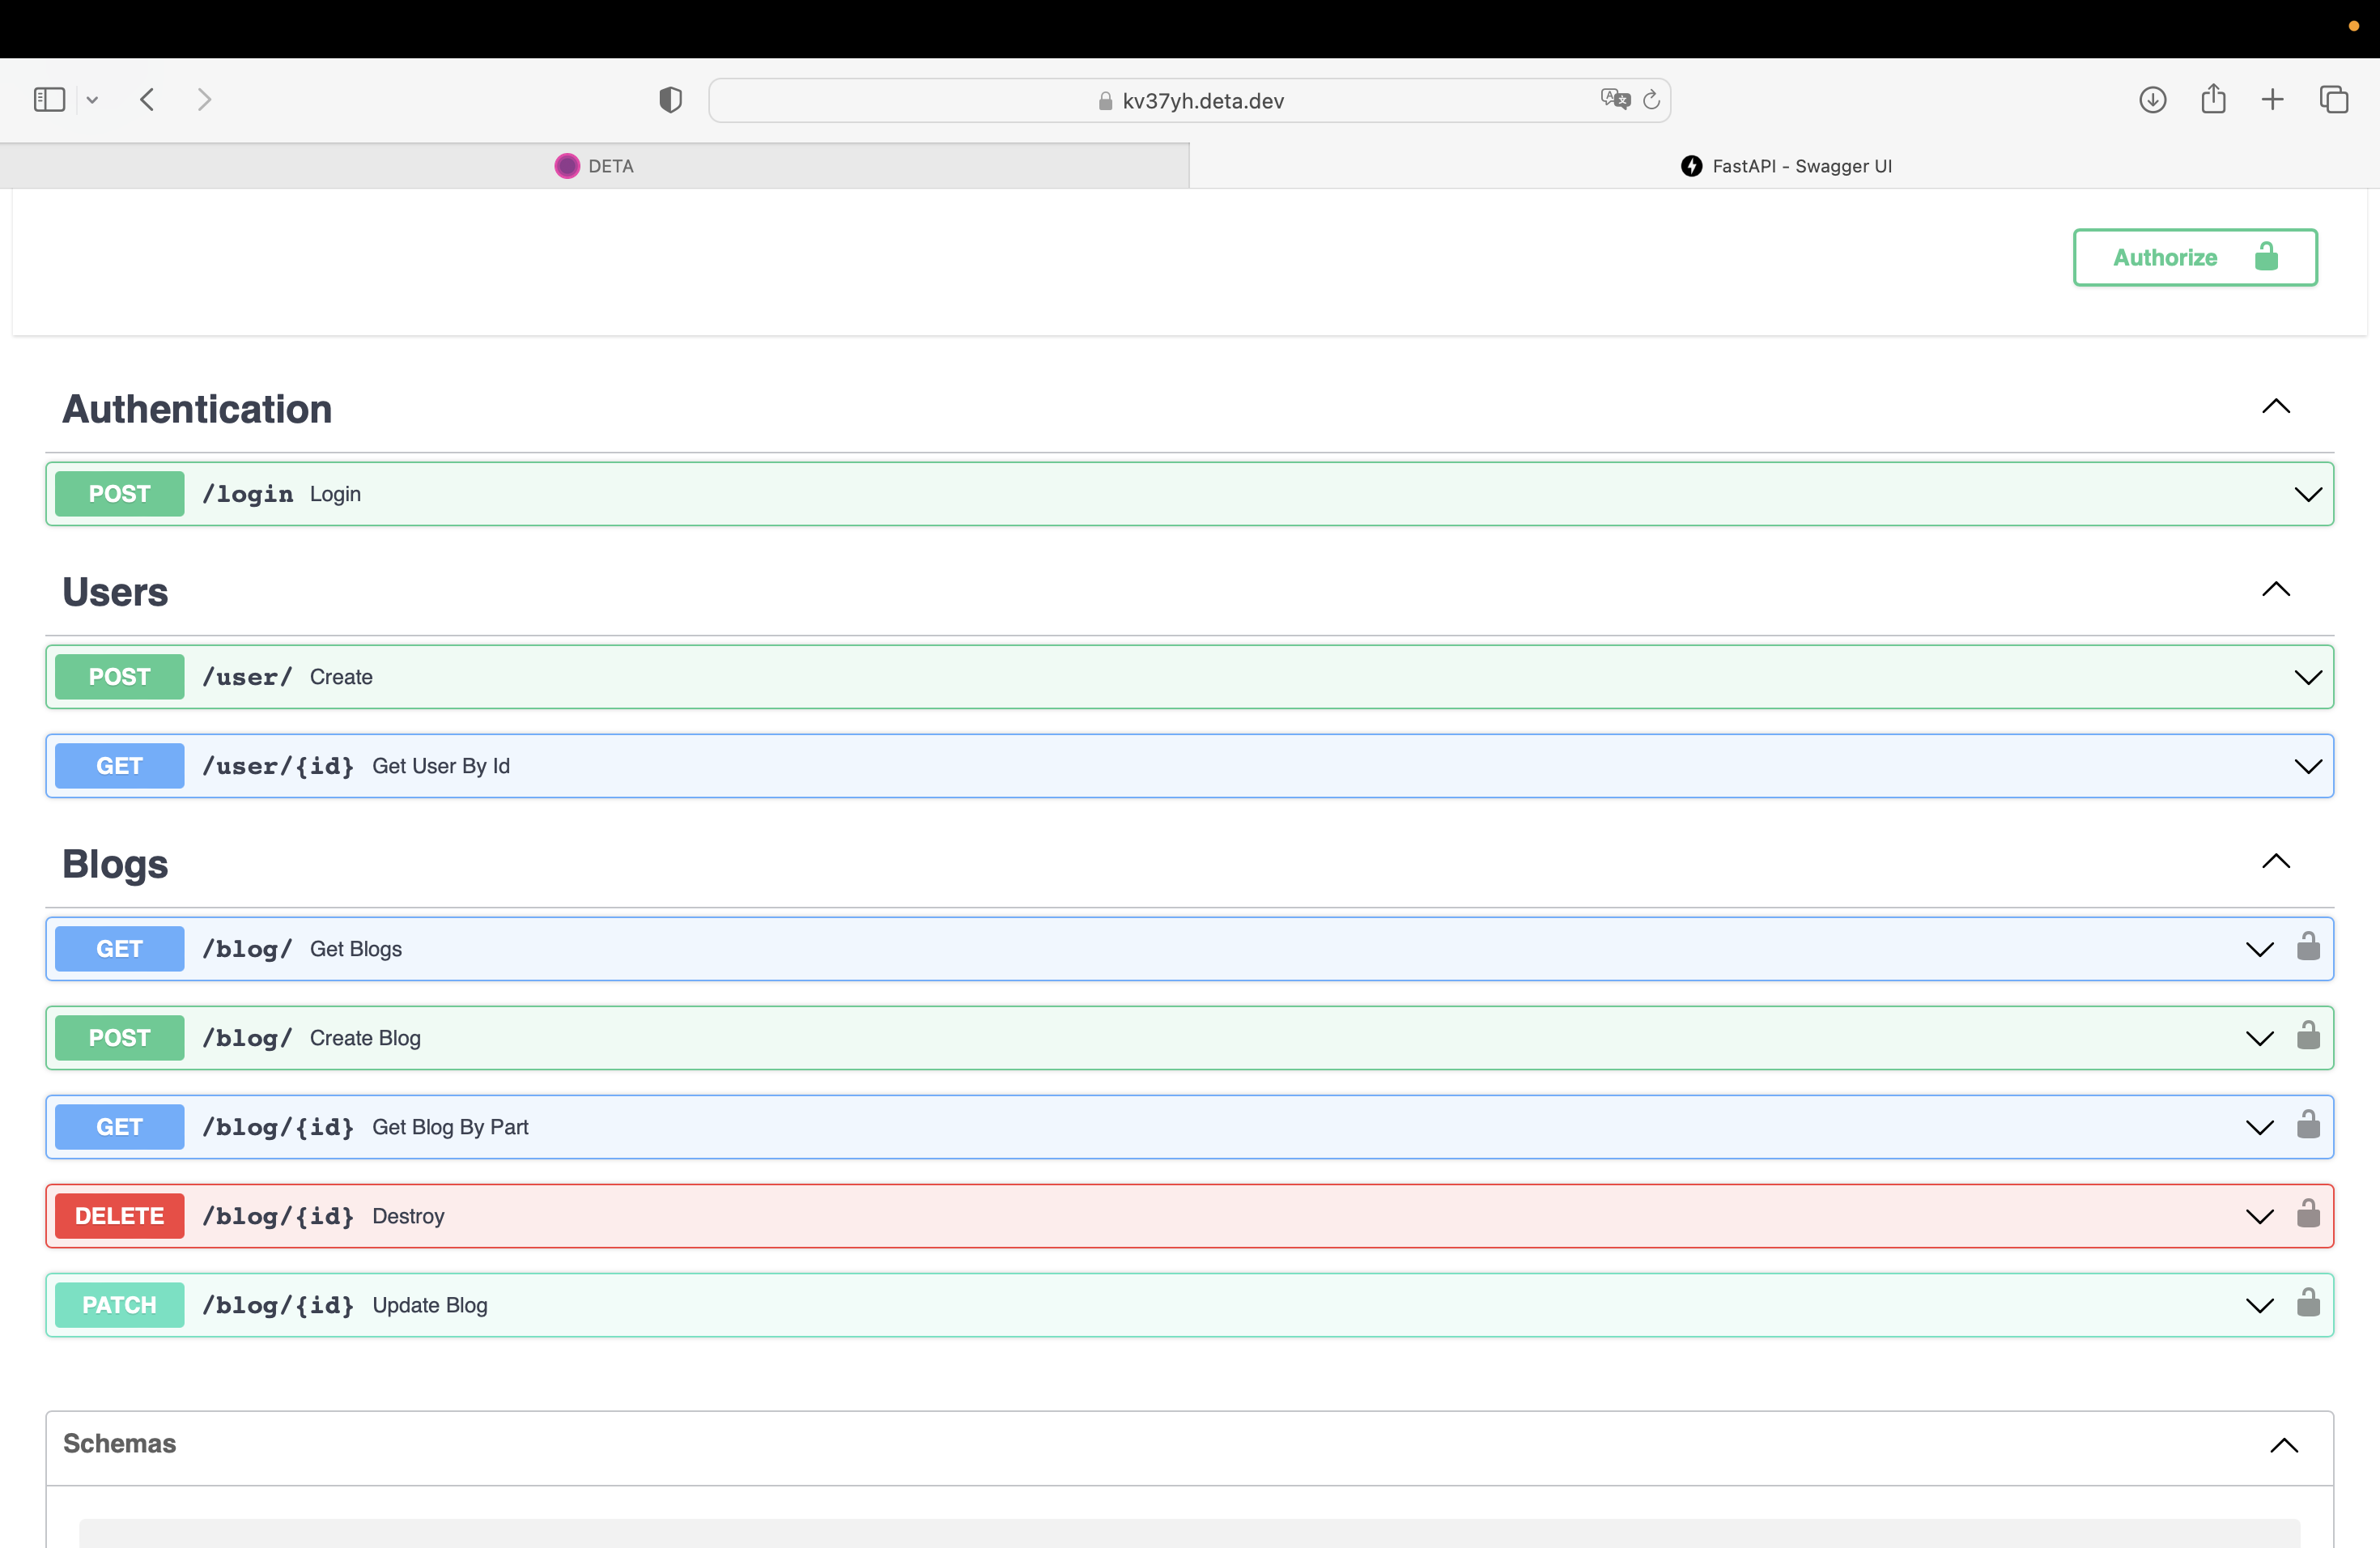 kv37yh.deta.dev
DETA
FastAPI - Swagger UI
Authorize
Authentication
POST /login Login
Users
POST /user/ Create
GET /user/{id} Get User By Id
Blogs
GET /blog/ Get Blogs
POST /blog/ Create Blog
GET /blog/{id} Get Blog By Part
DELETE /blog/{id} Destroy
PATCH /blog/{id} Update Blog
Schemas